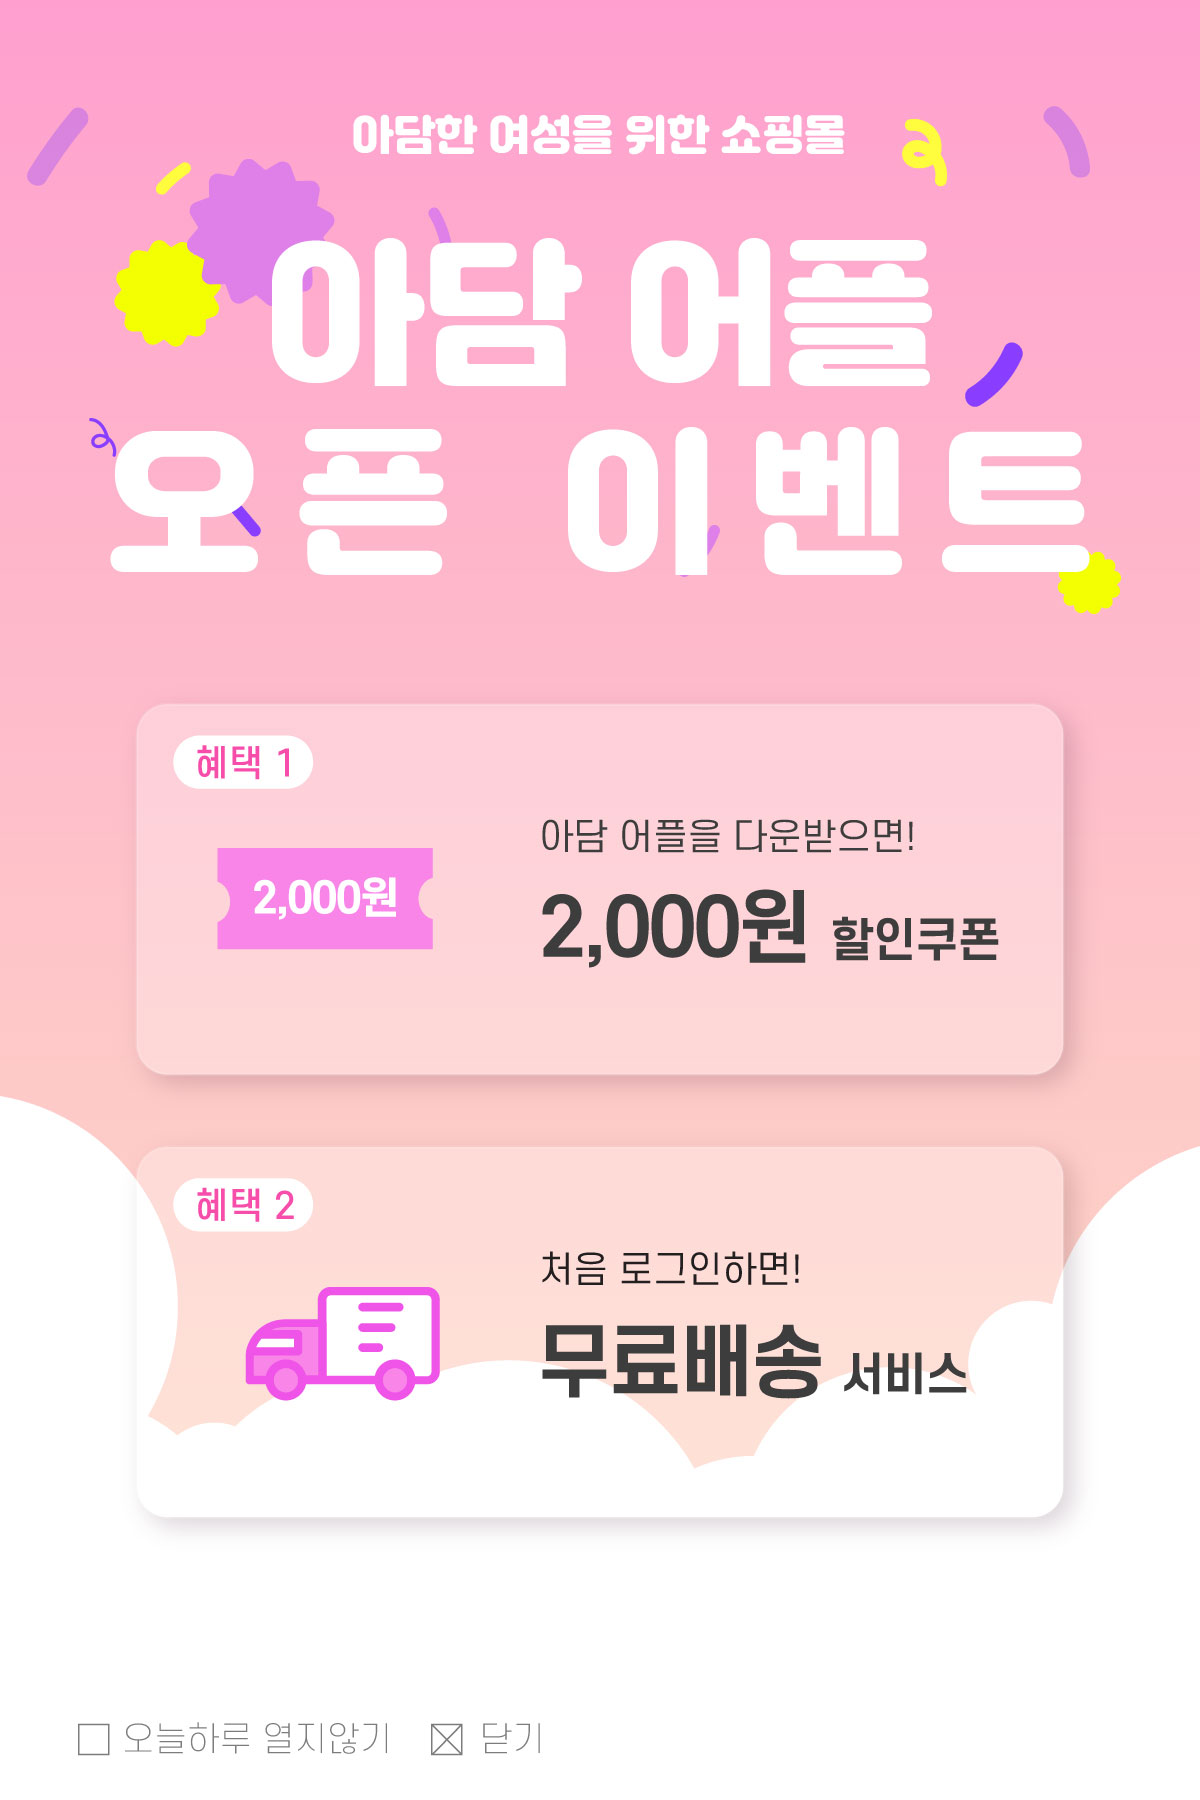 아담한 여성을 위한 쇼핑몰
아담 어플
오픈 이벤트
혜택 1
2,000원
아담 어플을 다운받으면!
2,000원 할인쿠폰
혜택 2
처음 로그인하면!
무료배송 서비스
오늘하루 열지않기 닫기